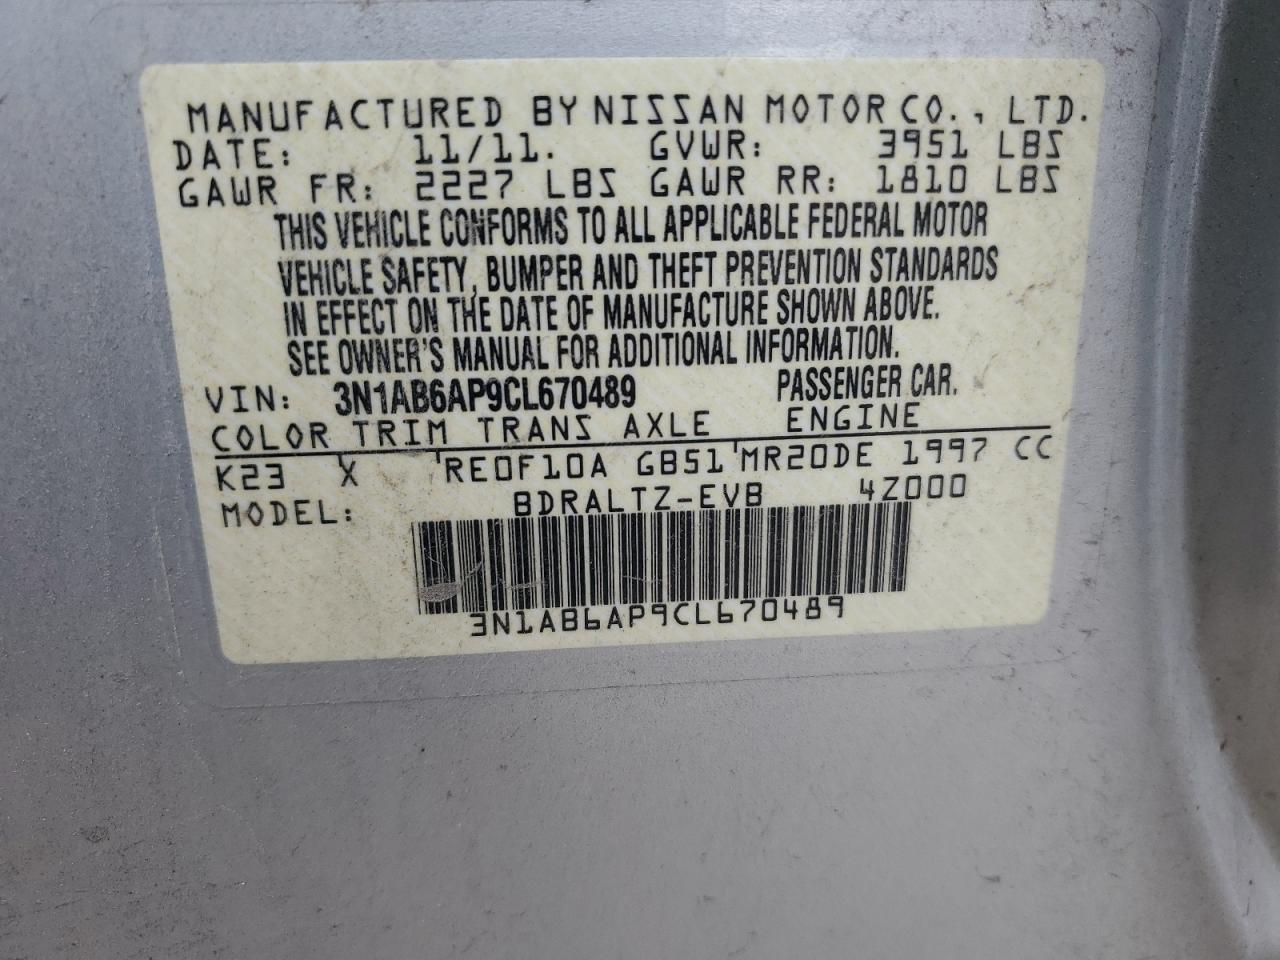 MANUFACTURED BY NISSAN MOTOR CO., LTD.
DATE: 11/11. GVWR: 3951 LBS
GAWR FR: 2227 LBS GAWR RR: 1810 LBS
THIS VEHICLE CONFORMS TO ALL APPLICABLE FEDERAL MOTOR
VEHICLE SAFETY, BUMPER AND THEFT PREVENTION STANDARDS
IN EFFECT ON THE DATE OF MANUFACTURE SHOWN ABOVE.
SEE OWNER'S MANUAL FOR ADDITIONAL INFORMATION.
VIN: 3N1AB6AP9CL670489 PASSENGER CAR.
COLOR TRIM TRANS AXLE ENGINE
K23 X RE0F10A GB51 MR20DE 1997 CC
MODEL: BDRALTZ-EVB 4Z000
3N1AB6AP9CL670489